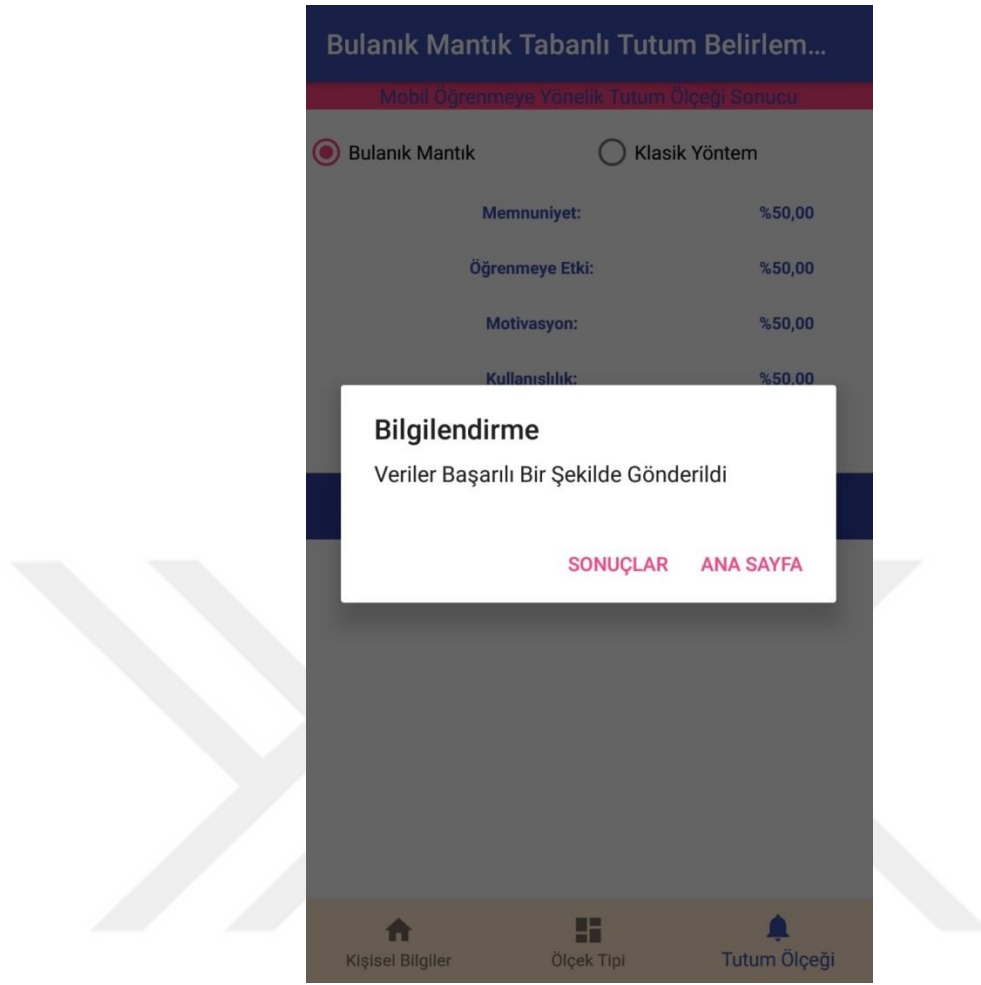 Bulanık Mantık Tabanlı Tutum Belirlem...
Mobil Öğrenmeye Yönelik Tutum Ölçeği Sonucu
Bulanık Mantık Klasik Yöntem
Memnuniyet: %50,00
Öğrenmeye Etki: %50,00
Motivasyon: %50,00
Kullanışlılık: %50,00
Bilgilendirme
Veriler Başarılı Bir Şekilde Gönderildi
SONUÇLAR ANA SAYFA
Kişisel Bilgiler Ölçek Tipi Tutum Ölçeği